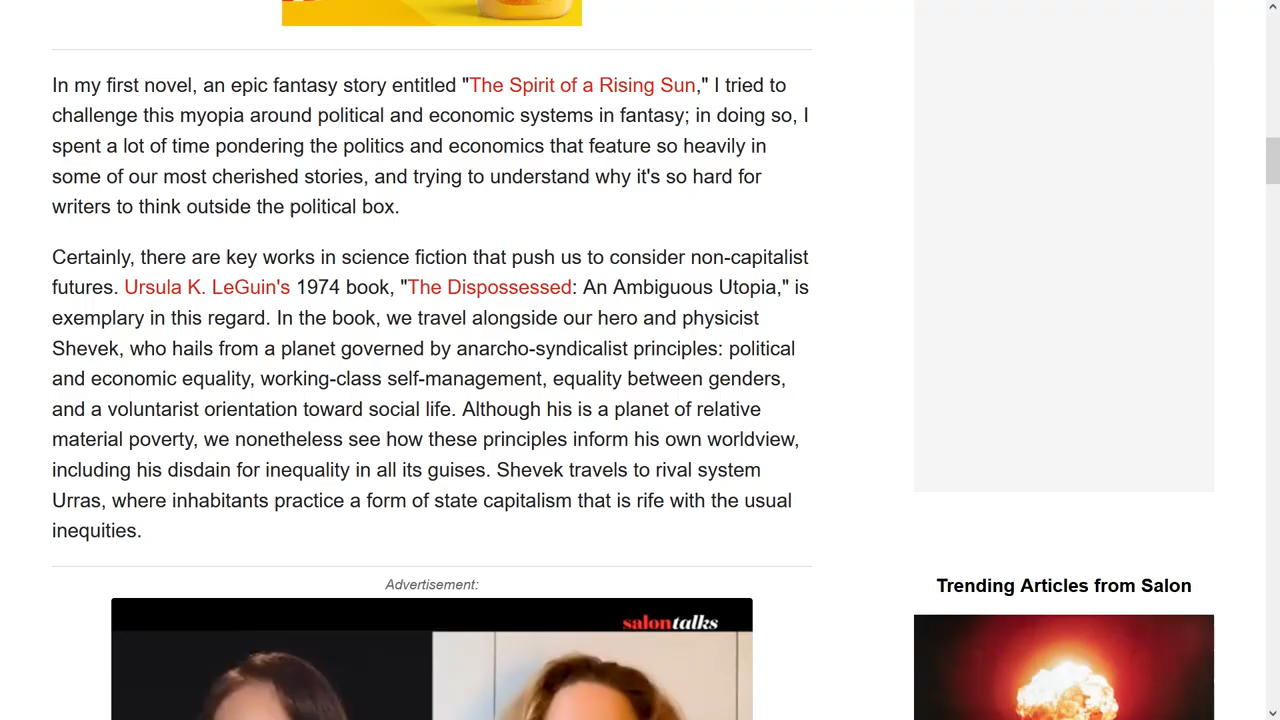 In my first novel, an epic fantasy story entitled "The Spirit of a Rising Sun," I tried to
challenge this myopia around political and economic systems in fantasy; in doing so, I
spent a lot of time pondering the politics and economics that feature so heavily in
some of our most cherished stories, and trying to understand why it's so hard for
writers to think outside the political box.
Certainly, there are key works in science fiction that push us to consider non-capitalist
futures. Ursula K. LeGuin's 1974 book, "The Dispossessed: An Ambiguous Utopia," is
exemplary in this regard. In the book, we travel alongside our hero and physicist
Shevek, who hails from a planet governed by anarcho-syndicalist principles: political
and economic equality, working-class self-management, equality between genders,
and a voluntarist orientation toward social life. Although his is a planet of relative
material poverty, we nonetheless see how these principles inform his own worldview,
including his disdain for inequality in all its guises. Shevek travels to rival system
Urras, where inhabitants practice a form of state capitalism that is rife with the usual
inequities.
Advertisement:
salontalks
Trending Articles from Salon